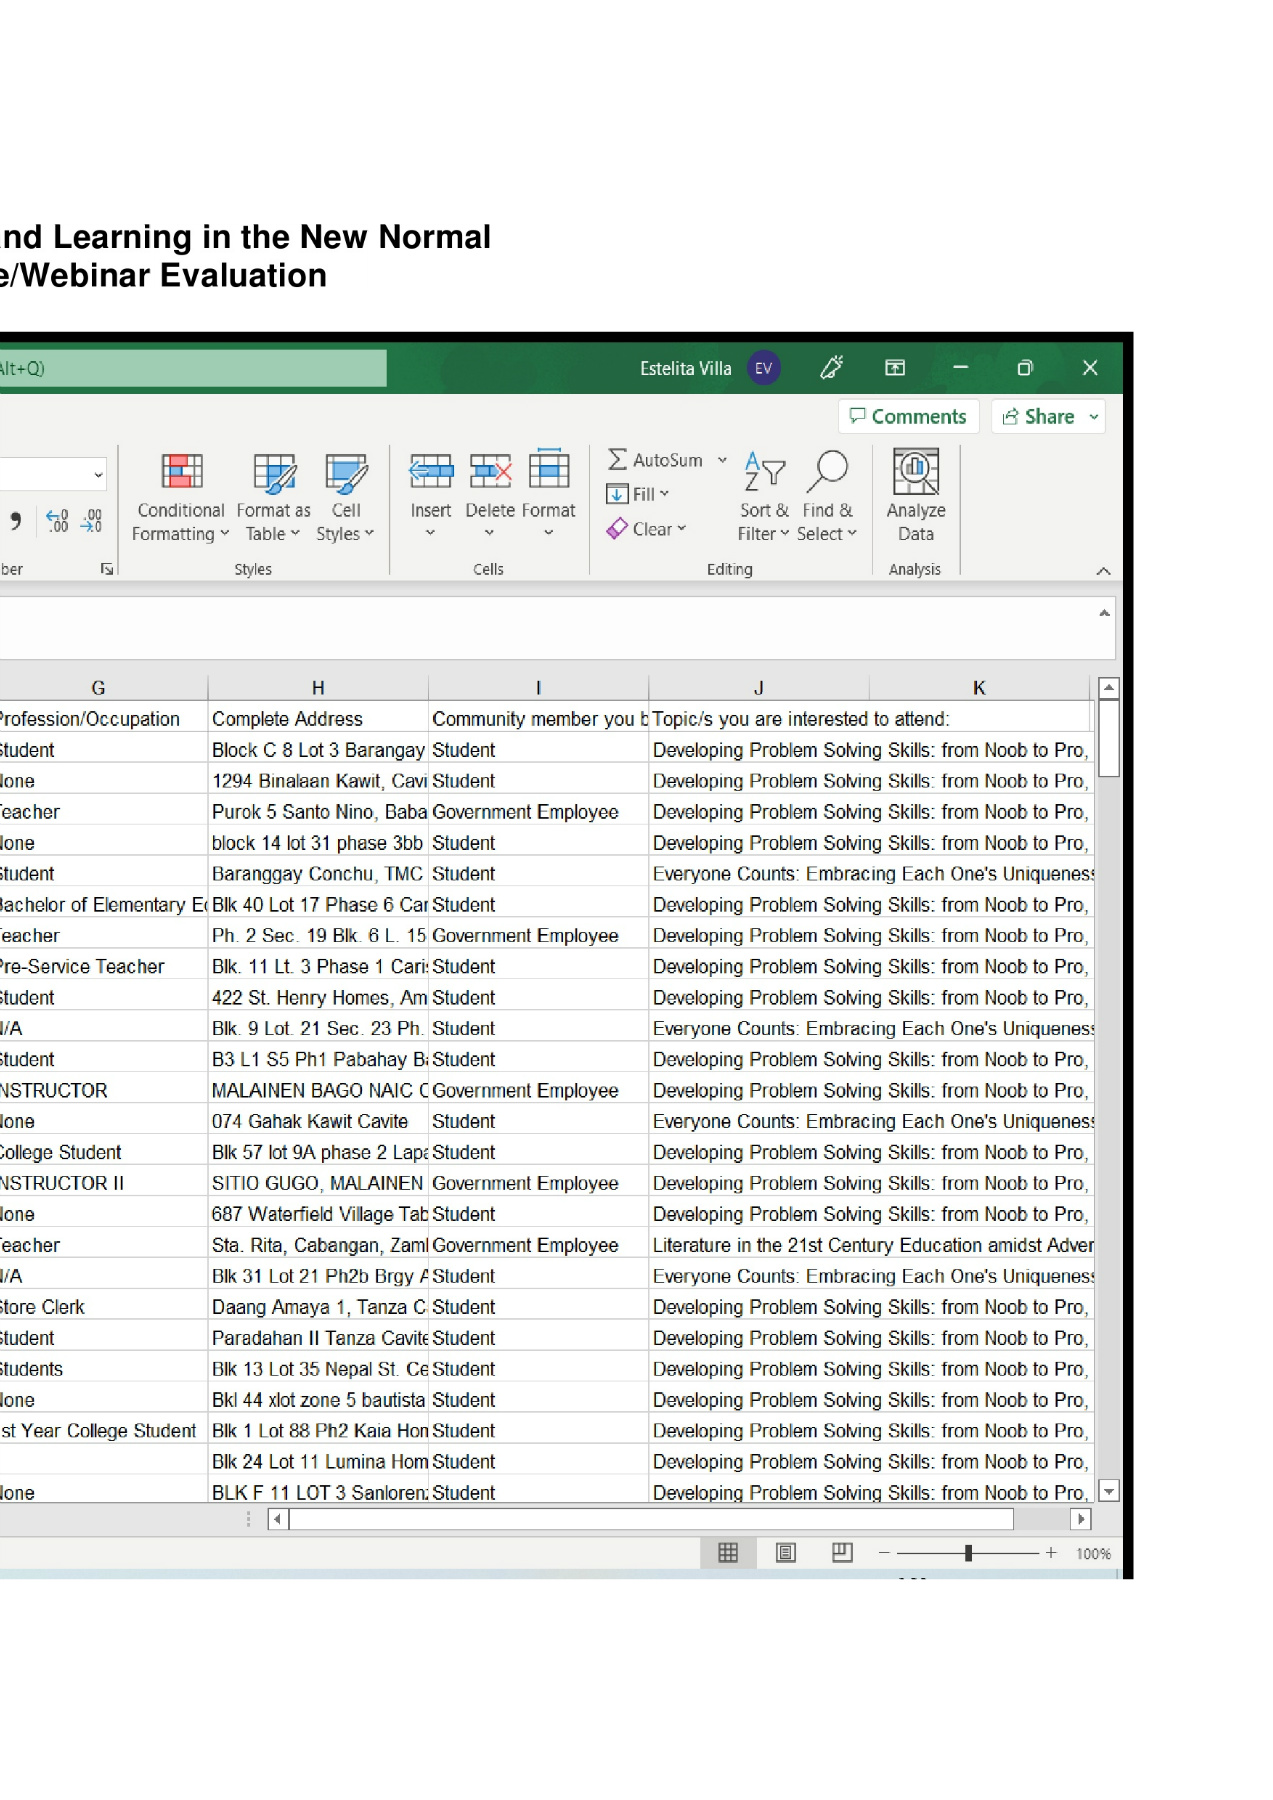 and Learning in the New Normal
e/Webinar Evaluation
Alt+Q)
Estelita Villa EV
Comments Share
AutoSum
Fill
Clear
Conditional Formatting
Format as Table
Cell Styles
Insert Delete Format
Sort & Filter
Find & Select
Analyze Data
ber Styles Cells Editing Analysis
G H I J K
Profession/Occupation Complete Address Community member you b Topic/s you are interested to attend:
Student Block C 8 Lot 3 Barangay Student Developing Problem Solving Skills: from Noob to Pro,
None 1294 Binalaan Kawit, Cavi Student Developing Problem Solving Skills: from Noob to Pro,
Teacher Purok 5 Santo Nino, Baba Government Employee Developing Problem Solving Skills: from Noob to Pro,
None block 14 lot 31 phase 3bb Student Developing Problem Solving Skills: from Noob to Pro,
Student Baranggay Conchu, TMC Student Everyone Counts: Embracing Each One's Uniqueness
Bachelor of Elementary Ed Blk 40 Lot 17 Phase 6 Car Student Developing Problem Solving Skills: from Noob to Pro,
Teacher Ph. 2 Sec. 19 Blk. 6 L. 15 Government Employee Developing Problem Solving Skills: from Noob to Pro,
Pre-Service Teacher Blk. 11 Lt. 3 Phase 1 Caris Student Developing Problem Solving Skills: from Noob to Pro,
Student 422 St. Henry Homes, Am Student Developing Problem Solving Skills: from Noob to Pro,
N/A Blk. 9 Lot. 21 Sec. 23 Ph. Student Everyone Counts: Embracing Each One's Uniqueness
Student B3 L1 S5 Ph1 Pabahay Ba Student Developing Problem Solving Skills: from Noob to Pro,
INSTRUCTOR MALAINEN BAGO NAIC C Government Employee Developing Problem Solving Skills: from Noob to Pro,
None 074 Gahak Kawit Cavite Student Everyone Counts: Embracing Each One's Uniqueness
College Student Blk 57 lot 9A phase 2 Lapa Student Developing Problem Solving Skills: from Noob to Pro,
INSTRUCTOR II SITIO GUGO, MALAINEN Government Employee Developing Problem Solving Skills: from Noob to Pro,
None 687 Waterfield Village Tab Student Developing Problem Solving Skills: from Noob to Pro,
Teacher Sta. Rita, Cabangan, Zam Government Employee Literature in the 21st Century Education amidst Adver
N/A Blk 31 Lot 21 Ph2b Brgy A Student Everyone Counts: Embracing Each One's Uniqueness
Store Clerk Daang Amaya 1, Tanza C Student Developing Problem Solving Skills: from Noob to Pro,
Student Paradahan II Tanza Cavite Student Developing Problem Solving Skills: from Noob to Pro,
Students Blk 13 Lot 35 Nepal St. Ce Student Developing Problem Solving Skills: from Noob to Pro,
None Bkl 44 xlot zone 5 bautista Student Developing Problem Solving Skills: from Noob to Pro,
st Year College Student Blk 1 Lot 88 Ph2 Kaia Hom Student Developing Problem Solving Skills: from Noob to Pro,
Blk 24 Lot 11 Lumina Hom Student Developing Problem Solving Skills: from Noob to Pro,
None BLK F 11 LOT 3 Sanlorenz Student Developing Problem Solving Skills: from Noob to Pro,
100%